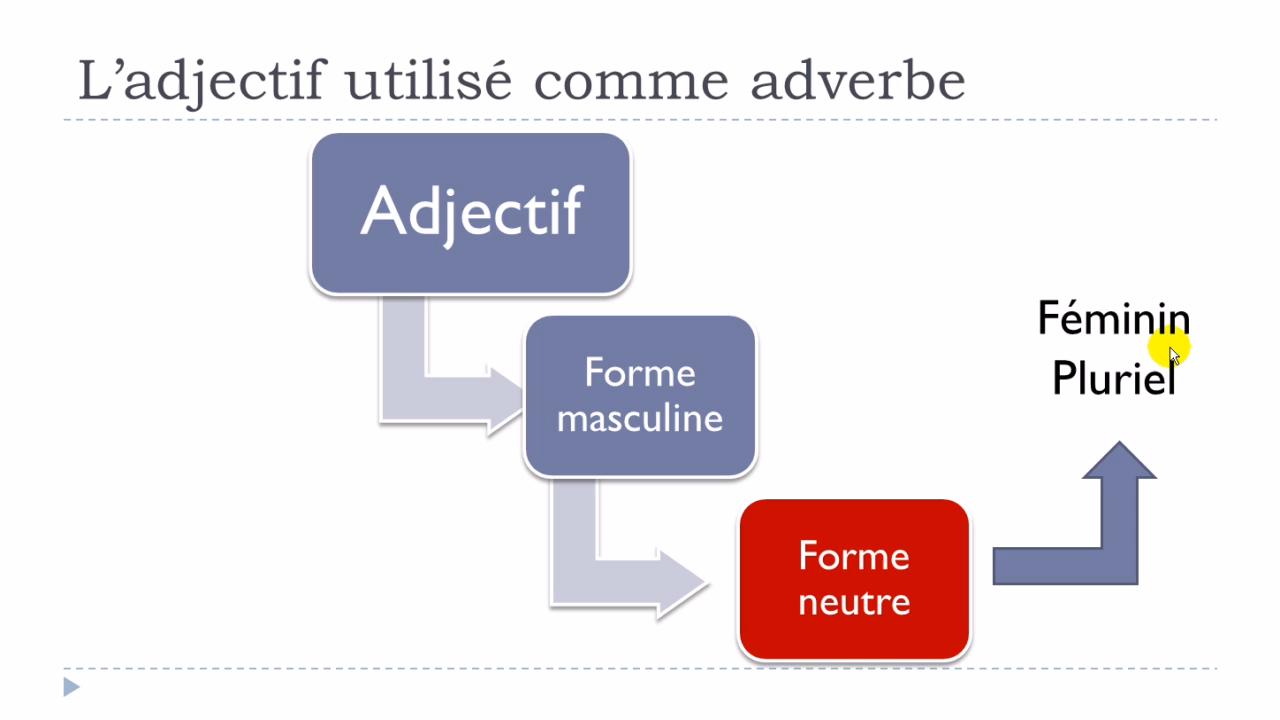 L’adjectif utilisé comme adverbe
Adjectif
Forme
masculine
Forme
neutre
Féminin
Pluriel